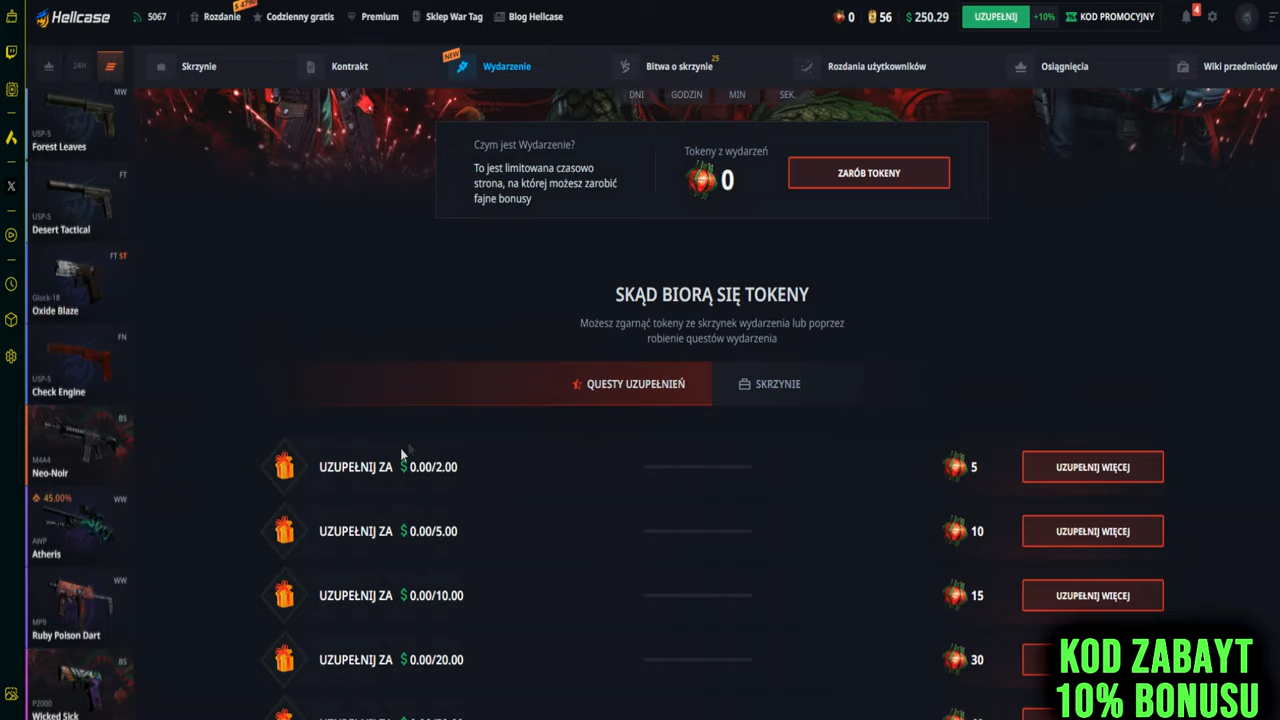 Hellcase
5067
Rozdanie
Codzienny gratis
Premium
Sklep War Tag
Blog Hellcase
0
56
$ 250.29
UZUPEŁNIJ
+10%
KOD PROMOCYJNY
4
24H
Skrzynie
Kontrakt
NEW
Wydarzenie
Bitwa o skrzynie
25
Rozdania użytkowników
Osiągnięcia
Wiki przedmiotów
DNI
GODZIN
MIN
SEK.
Czym jest Wydarzenie?
To jest limitowana czasowo
strona, na której możesz zarobić
fajne bonusy
Tokeny z wydarzeń
0
ZARÓB TOKENY
SKĄD BIORĄ SIĘ TOKENY
Możesz zgarnąć tokeny ze skrzynek wydarzenia lub poprzez
robienie questów wydarzenia
QUESTY UZUPEŁNIEŃ
SKRZYNIE
UZUPEŁNIJ ZA $ 0.00/2.00
5
UZUPEŁNIJ WIĘCEJ
UZUPEŁNIJ ZA $ 0.00/5.00
10
UZUPEŁNIJ WIĘCEJ
UZUPEŁNIJ ZA $ 0.00/10.00
15
UZUPEŁNIJ WIĘCEJ
UZUPEŁNIJ ZA $ 0.00/20.00
30
MW
USP-S
Forest Leaves
FT
USP-S
Desert Tactical
FT ST
Glock-18
Oxide Blaze
FN
USP-S
Check Engine
BS
M4A4
Neo-Noir
45.00%
WW
AWP
Atheris
WW
MP9
Ruby Poison Dart
BS
P2000
Wicked Sick
KOD ZABAYT
10% BONUSU